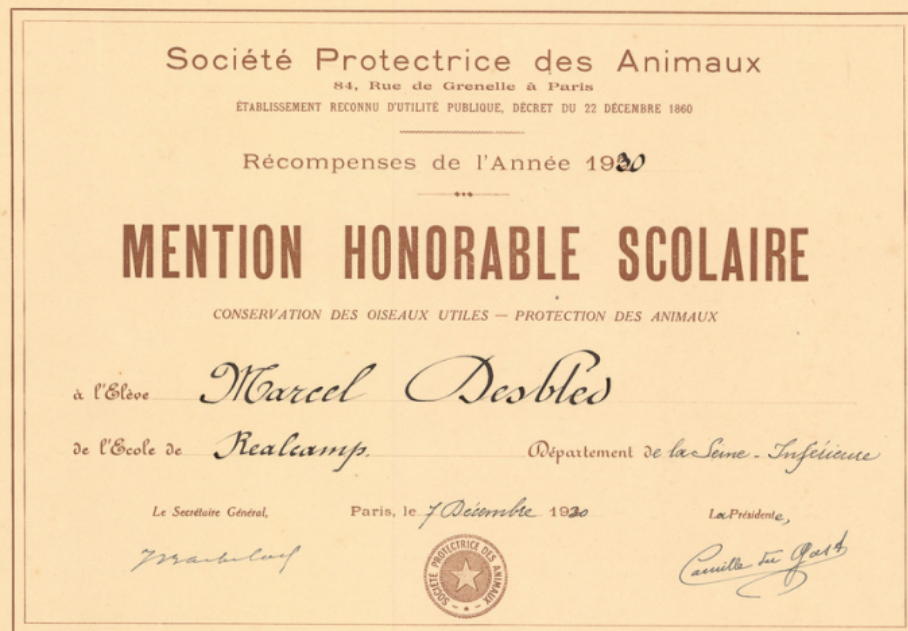 Société Protectrice des Animaux
84, Rue de Grenelle à Paris
ÉTABLISSEMENT RECONNU D'UTILITÉ PUBLIQUE, DÉCRET DU 22 DÉCEMBRE 1860
Récompenses de l'Année 1930
MENTION HONORABLE SCOLAIRE
CONSERVATION DES OISEAUX UTILES — PROTECTION DES ANIMAUX
à l'Elève Marcel Desbled
de l'Ecole de Realcamp. Département de la Seine - Inférieure
Le Secrétaire Général, Paris, le 7 Décembre 1930 La Présidente,
Camille du Gast
SOCIÉTÉ PROTECTRICE DES ANIMAUX